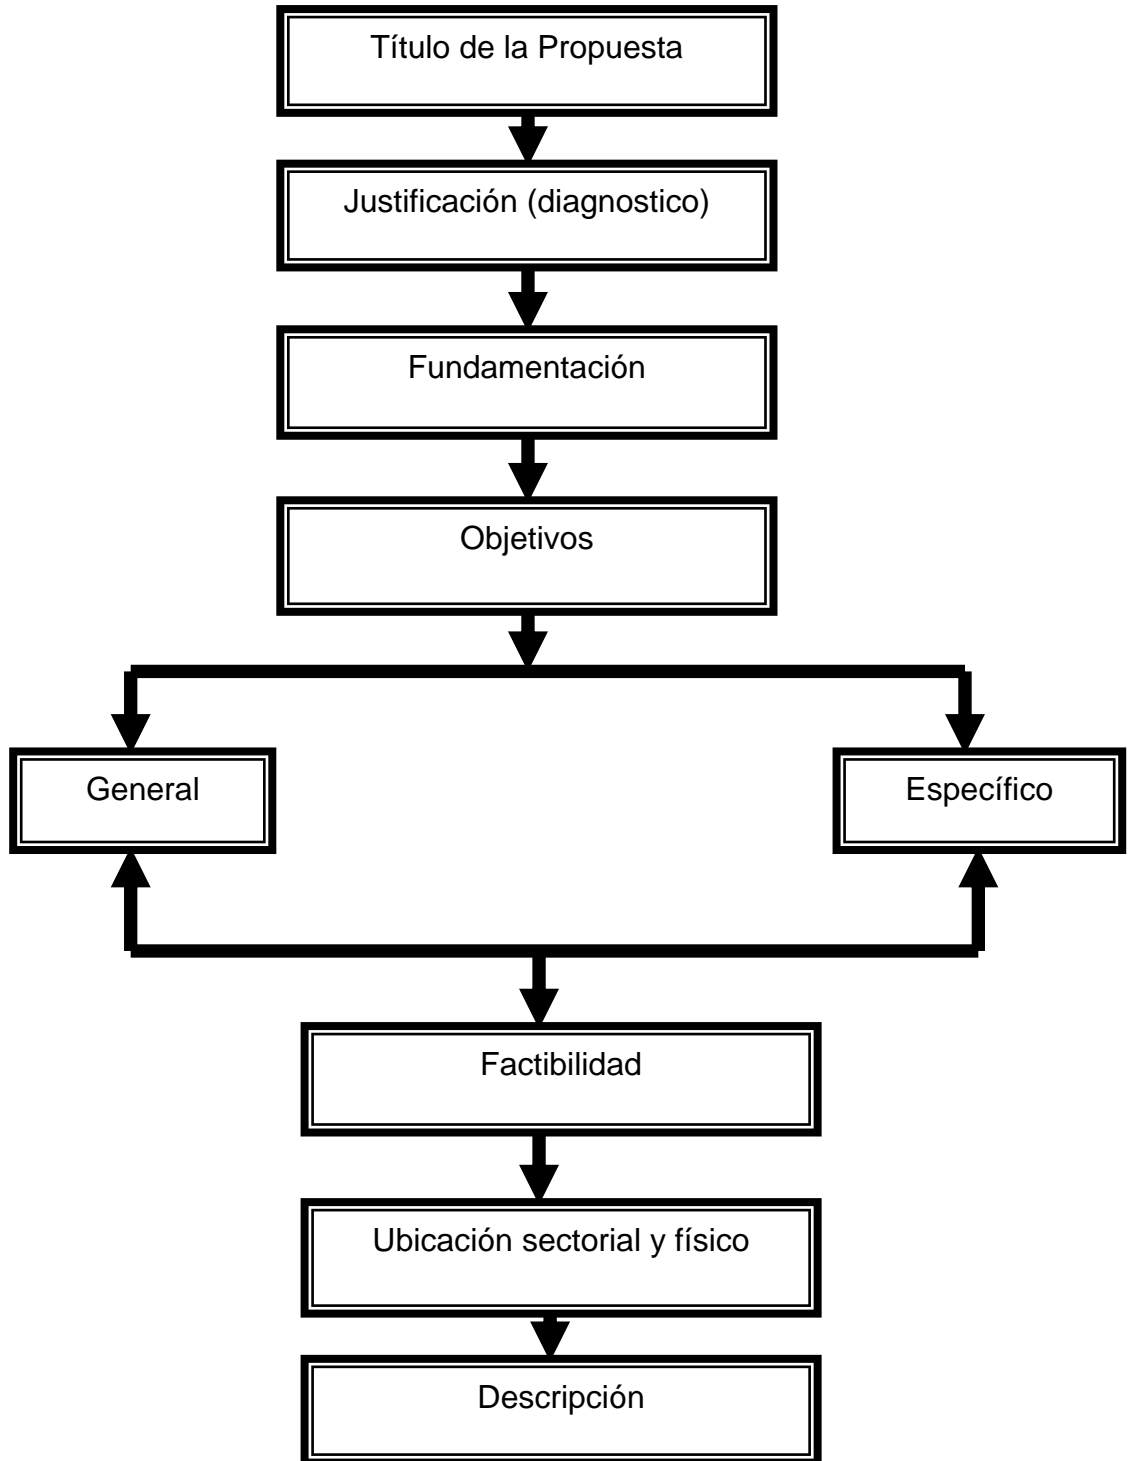 Título de la Propuesta
Justificación (diagnostico)
Fundamentación
Objetivos
General
Específico
Factibilidad
Ubicación sectorial y físico
Descripción